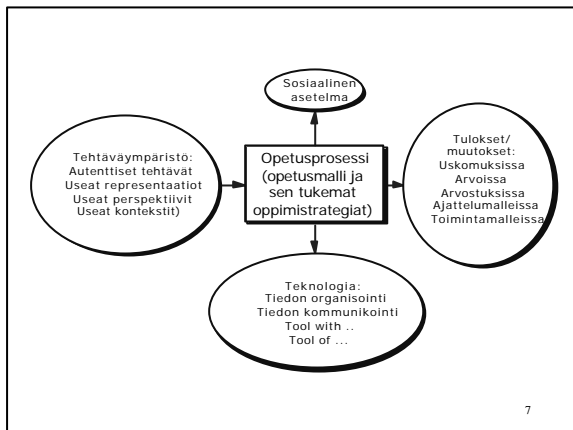 Sosiaalinen
asetelma
Tehtäväympäristö:
Autenttiset tehtävät
Useat representaatiot
Useat perspektiivit
Useat kontekstit)
Opetusprosessi
(opetusmalli ja
sen tukemat
oppimistrategiat)
Tulokset/
muutokset:
Uskomuksissa
Arvoissa
Arvostuksissa
Ajattelumalleissa
Toimintamalleissa
Teknologia:
Tiedon organisointi
Tiedon kommunikointi
Tool with ..
Tool of ...
7